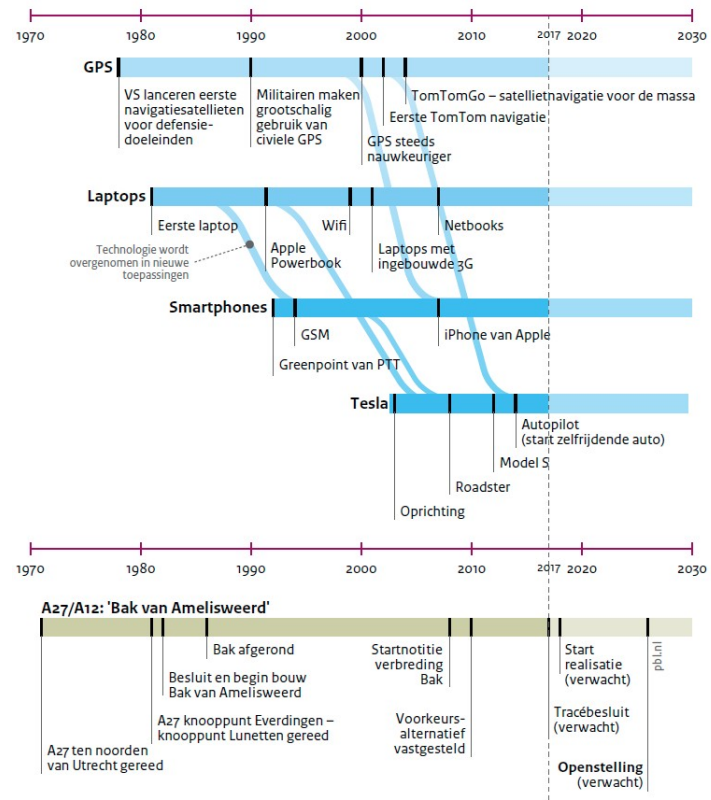 1970 1980 1990 2000 2010 2017 2020 2030
GPS
VS lanceren eerste
navigatiesatellieten
voor defensie-
doeleinden
Militairen maken
grootschalig
gebruik van
civiele GPS
GPS steeds
nauwkeuriger
Eerste TomTom navigatie
TomTomGo – satellietnavigatie voor de massa
Laptops
Eerste laptop
Apple
Powerbook
Wifi
Laptops met
ingebouwde 3G
Netbooks
Technologie wordt
overgenomen in nieuwe
toepassingen
Smartphones
GSM
Greenpoint van PTT
iPhone van Apple
Tesla
Autopilot
(start zelfrijdende auto)
Model S
Roadster
Oprichting
1970 1980 1990 2000 2010 2017 2020 2030
A27/A12: 'Bak van Amelisweerd'
Bak afgerond
Besluit en begin bouw
Bak van Amelisweerd
A27 knooppunt Everdingen –
knooppunt Lunetten gereed
A27 ten noorden
van Utrecht gereed
Startnotitie
verbreding
Bak
Voorkeurs-
alternatief
vastgesteld
Start
realisatie
(verwacht)
Tracébesluit
(verwacht)
Openstelling
(verwacht)
pbl.nl